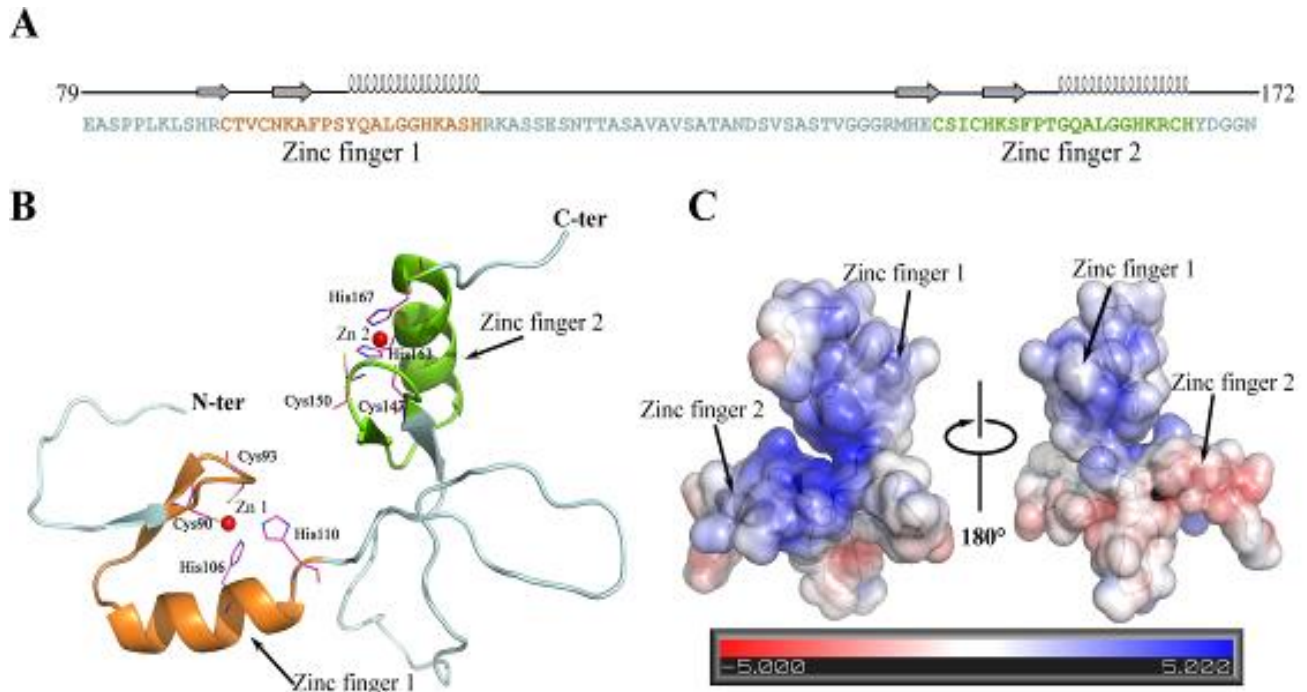 A
79
172
EASPPLKLSHRCTVCNKAFPSYQALGGHKASHRKASSESNTTASAVAVSATANDSVSASTVGGGRMHECSICHKSFPTGQALGGHKRCHYDGGN
Zinc finger 1 Zinc finger 2
B
C-ter
His167
Zn 2
His163
Zinc finger 2
Cys150
Cys147
N-ter
Cys93
Zn 1
Cys90
His110
His106
Zinc finger 1
C
Zinc finger 1
Zinc finger 1
Zinc finger 2
Zinc finger 2
180°
-5.000 5.000